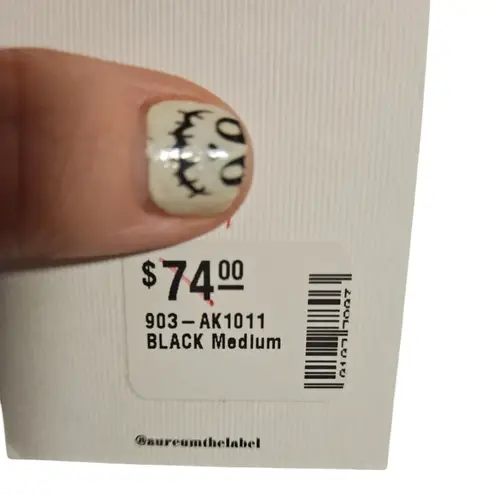 $74.00
903-AK1011
BLACK Medium
@aureumthelabel